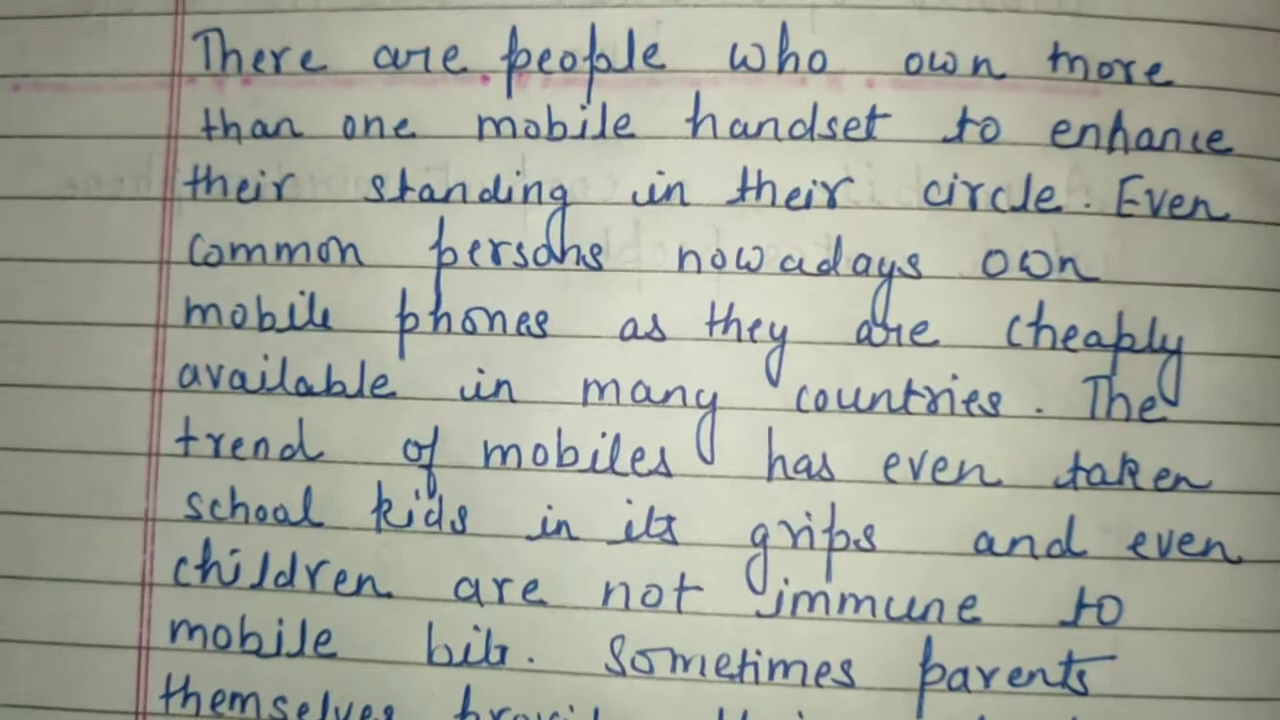 There are people who own more
than one mobile handset to enhance
their standing in their circle. Even
common persons nowadays own
mobile phones as they are cheaply
available in many countries. The
trend of mobiles has even taken
school kids in its grips and even
children are not immune to
mobile bib. Sometimes parents
themselves